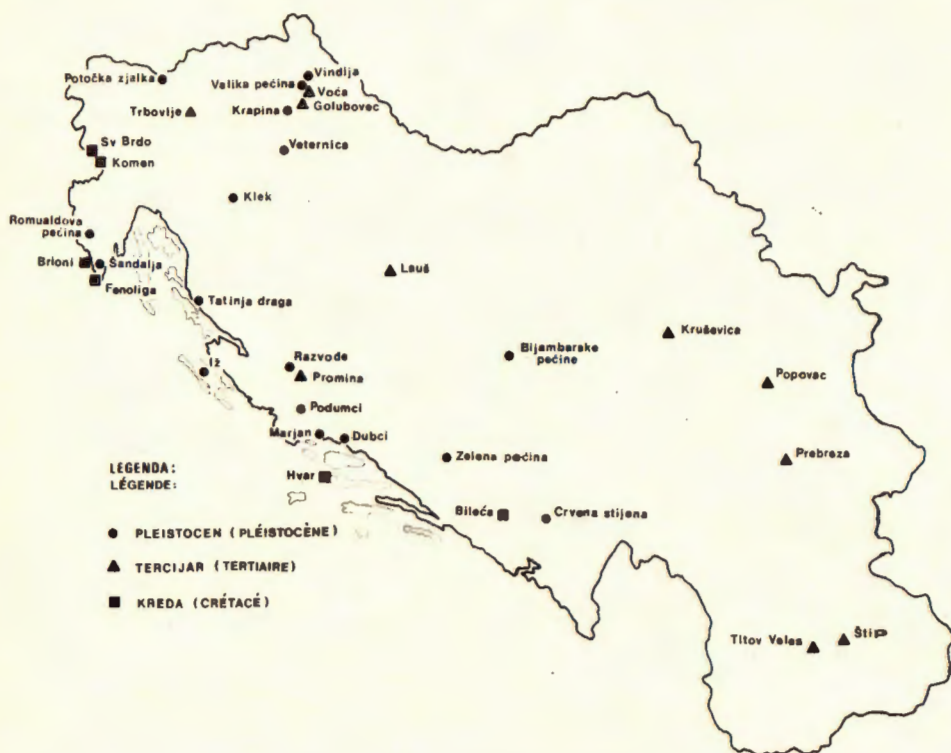 Potočka zjalka
Vindija
Velika pećina
Voća
Trbovlje
Krapina
Golubovec
Sv Brdo
Veternica
Komen
Klek
Romualdova
pećina
Brioni
Šandalja
Lauš
Fenoliga
Tatinja draga
Kruševica
Bijambarske
pećine
Iž
Razvođe
Promina
Popovac
Podumci
Marjan
Dubci
Zelena pećina
Prebreza
LEGENDA:
LÉGENDE:
Hvar
Bileća
Crvena stijena
PLEISTOCEN (PLÉISTOCÈNE)
TERCIJAR (TERTIAIRE)
KREDA (CRÉTACÉ)
Titov Veles
Štip